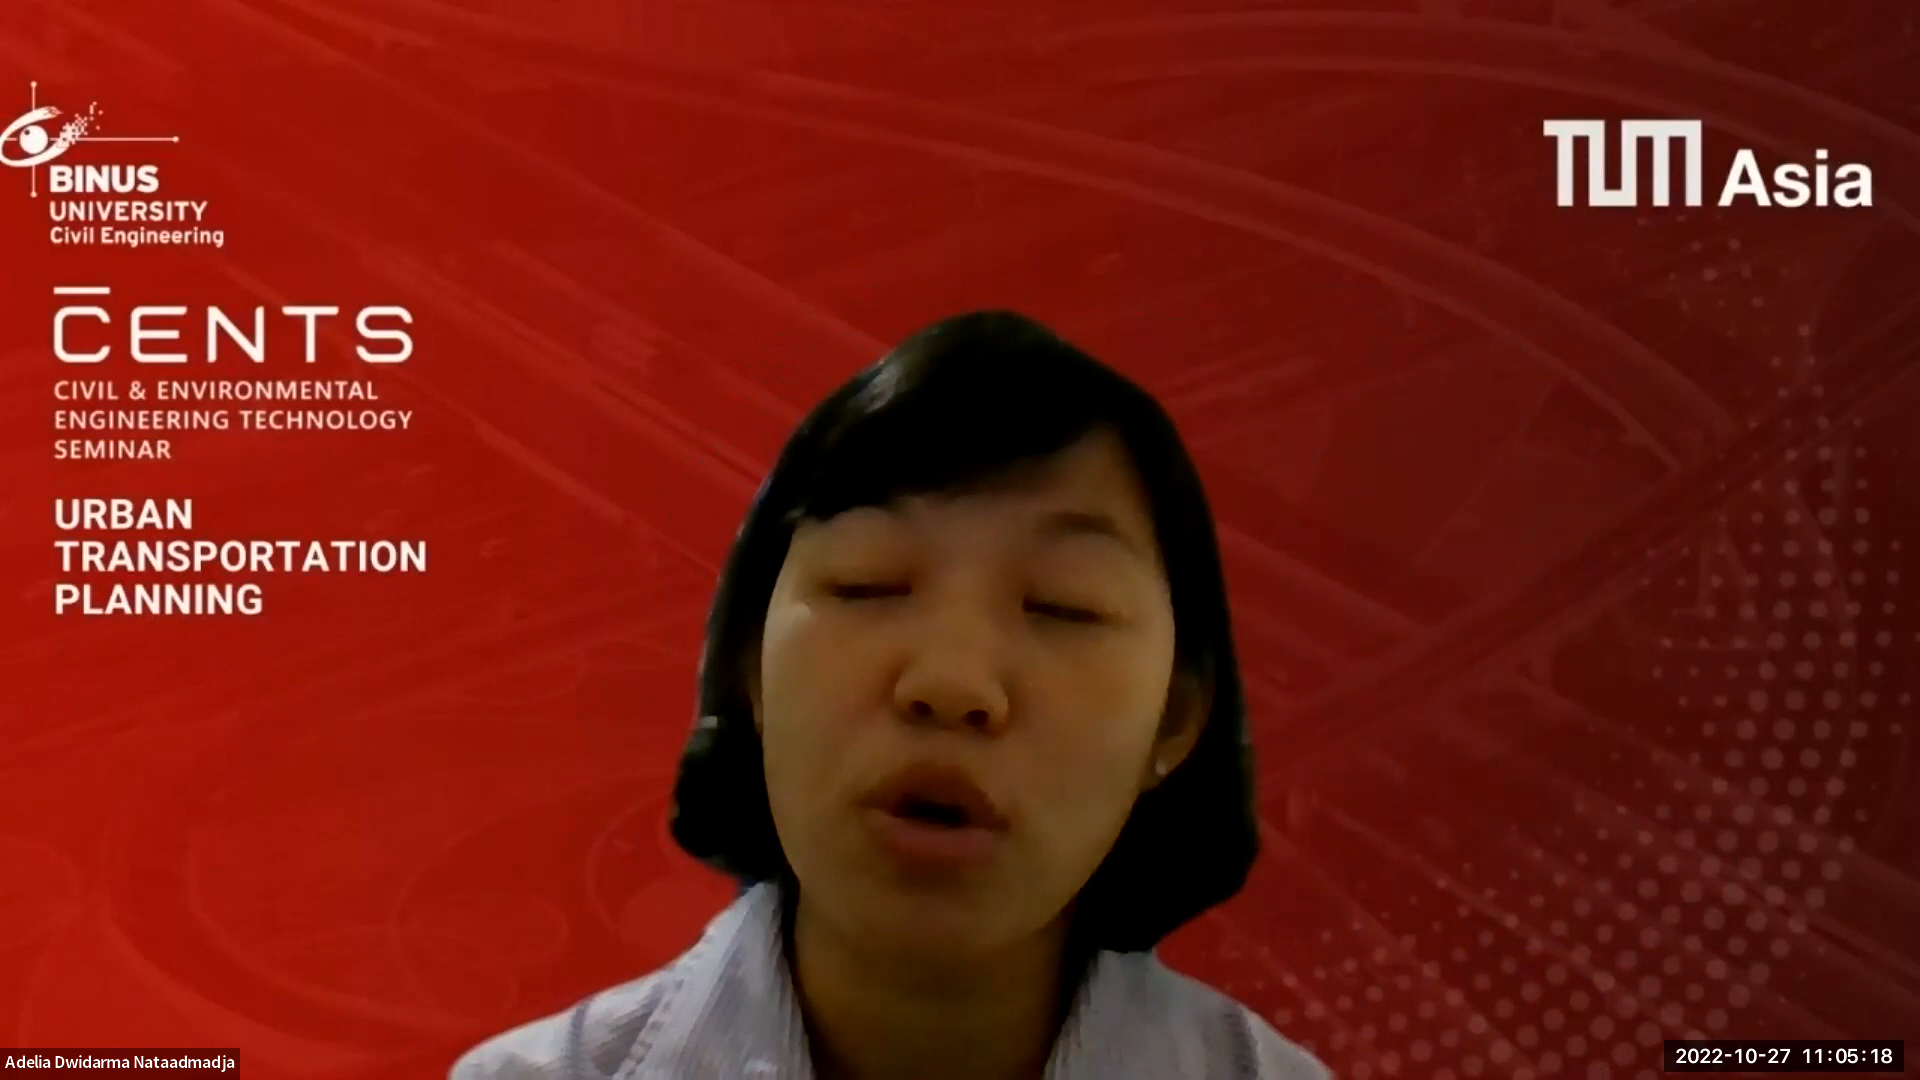 BINUS
UNIVERSITY
Civil Engineering
TUM Asia
CENTS
CIVIL & ENVIRONMENTAL
ENGINEERING TECHNOLOGY
SEMINAR
URBAN
TRANSPORTATION
PLANNING
Adelia Dwidarma Nataadmadja
2022-10-27 11:05:18